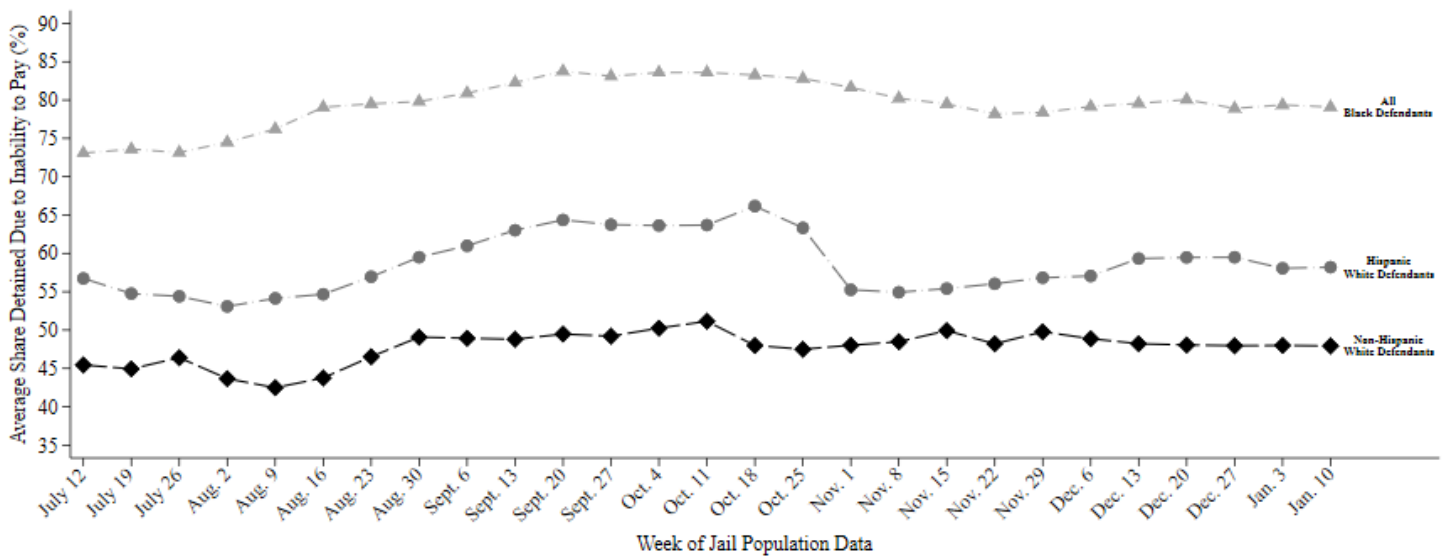 Average Share Detained Due to Inability to Pay (%)
90
85
80
75
70
65
60
55
50
45
40
35
All
Black Defendants
Hispanic
White Defendants
Non-Hispanic
White Defendants
July 12
July 19
July 26
Aug. 2
Aug. 9
Aug. 16
Aug. 23
Aug. 30
Sept. 6
Sept. 13
Sept. 20
Sept. 27
Oct. 4
Oct. 11
Oct. 18
Oct. 25
Nov. 1
Nov. 8
Nov. 15
Nov. 22
Nov. 29
Dec. 6
Dec. 13
Dec. 20
Dec. 27
Jan. 3
Jan. 10
Week of Jail Population Data